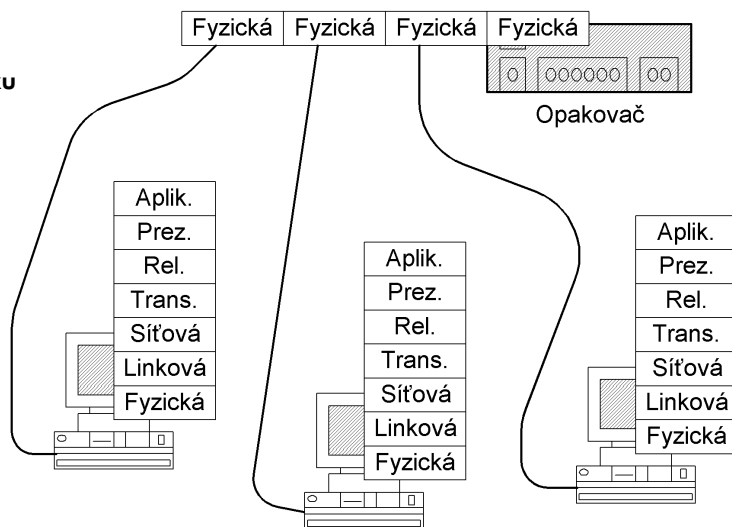 Fyzická Fyzická Fyzická Fyzická
Opakovač
Aplik.
Prez.
Rel.
Trans.
Síťová
Linková
Fyzická
Aplik.
Prez.
Rel.
Trans.
Síťová
Linková
Fyzická
Aplik.
Prez.
Rel.
Trans.
Síťová
Linková
Fyzická